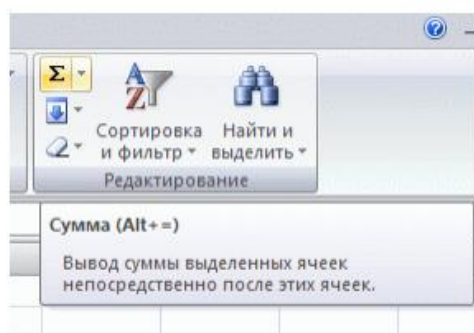 Σ
Сортировка Найти и
и фильтр выделить
Редактирование
Сумма (Alt+=)
Вывод суммы выделенных ячеек
непосредственно после этих ячеек.